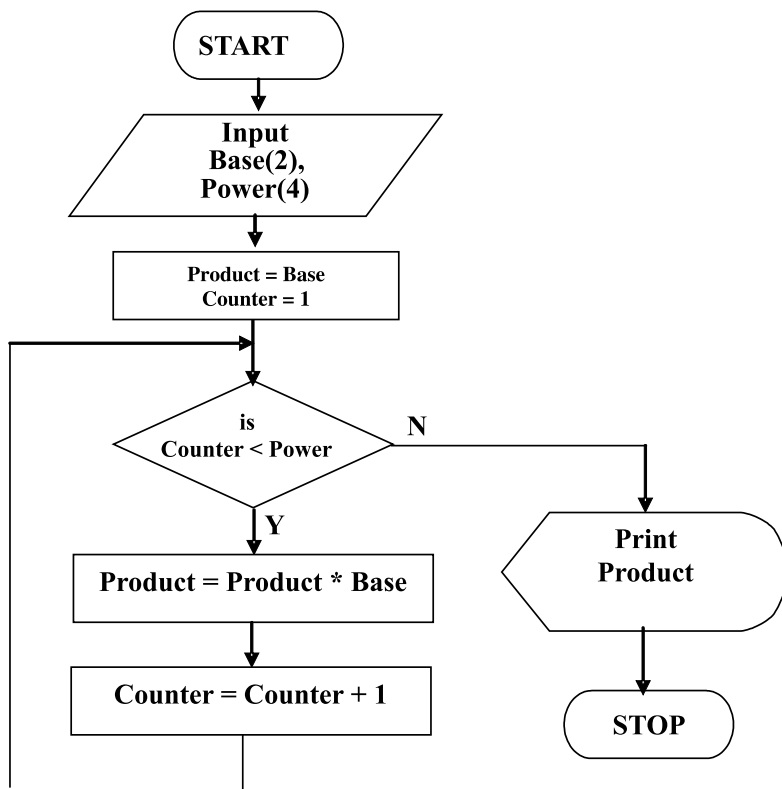 START
Input
Base(2),
Power(4)
Product = Base
Counter = 1
is
Counter < Power
N
Y
Product = Product * Base
Counter = Counter + 1
Print
Product
STOP